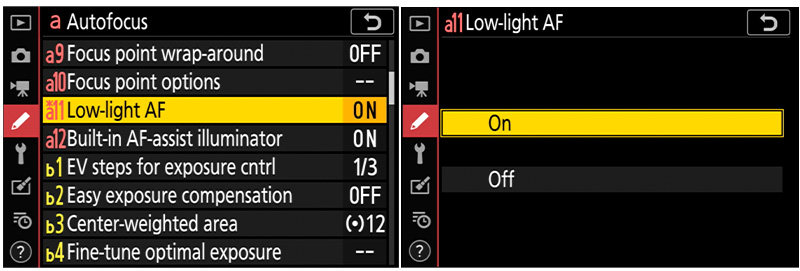 a Autofocus
a9 Focus point wrap-around OFF
a10 Focus point options --
*a11 Low-light AF ON
a12 Built-in AF-assist illuminator ON
b1 EV steps for exposure cntrl 1/3
b2 Easy exposure compensation OFF
b3 Center-weighted area (•)12
b4 Fine-tune optimal exposure --
?
a11 Low-light AF
On
Off
?